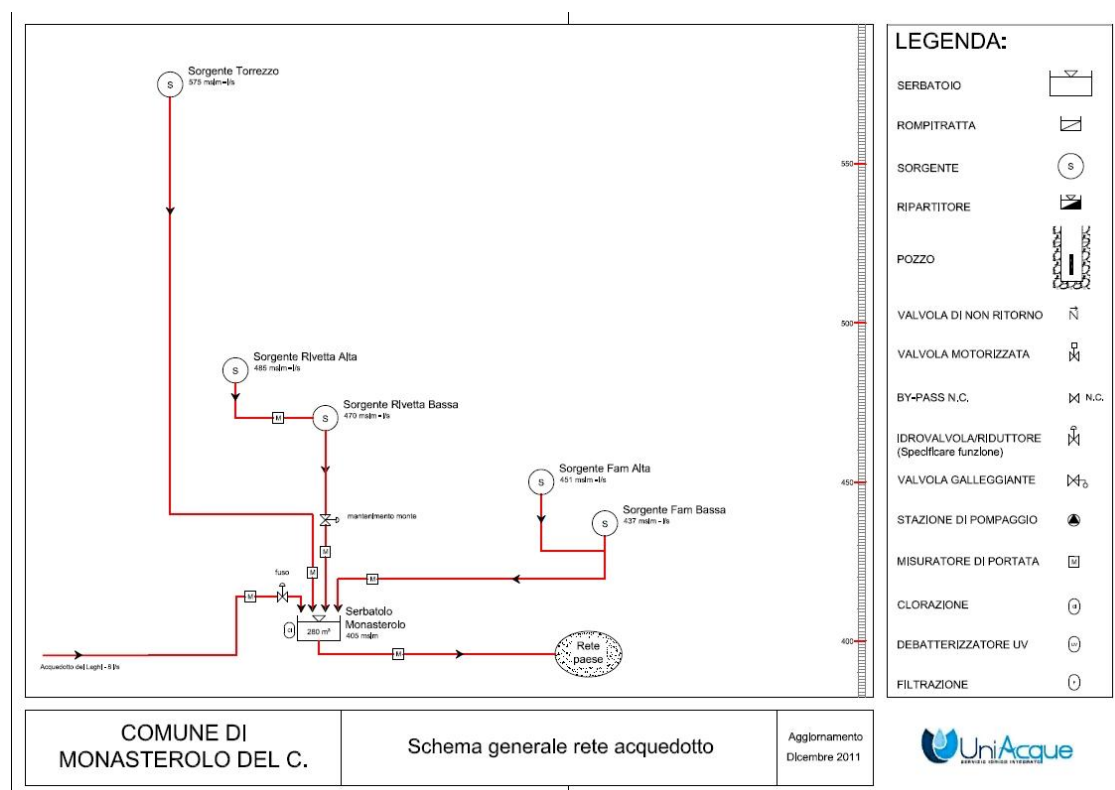 Sorgente Torrezzo
575 mslm - l/s
S
550
500
Sorgente Rivetta Alta
485 mslm - l/s
S
M
Sorgente Rivetta Bassa
470 mslm - l/s
S
Sorgente Fam Alta
451 mslm - l/s
S
450
Sorgente Fam Bassa
437 mslm - l/s
S
mantenimento monte
M
M
M
fuso
M
Serbatoio
Monasterolo
405 mslm
Cl
280 m³
400
M
Rete
paese
Acquedotto dei Laghi - 6 l/s
LEGENDA:
SERBATOIO
ROMPITRATTA
SORGENTE
S
RIPARTITORE
POZZO
VALVOLA DI NON RITORNO
VALVOLA MOTORIZZATA
BY-PASS N.C.
N.C.
IDROVALVOLA/RIDUTTORE
(Specificare funzione)
VALVOLA GALLEGGIANTE
STAZIONE DI POMPAGGIO
MISURATORE DI PORTATA
M
CLORAZIONE
Cl
DEBATTERIZZATORE UV
UV
FILTRAZIONE
F
COMUNE DI
MONASTEROLO DEL C.
Schema generale rete acquedotto
Aggiornamento
Dicembre 2011
UniAcque
SERVIZIO IDRICO INTEGRATO